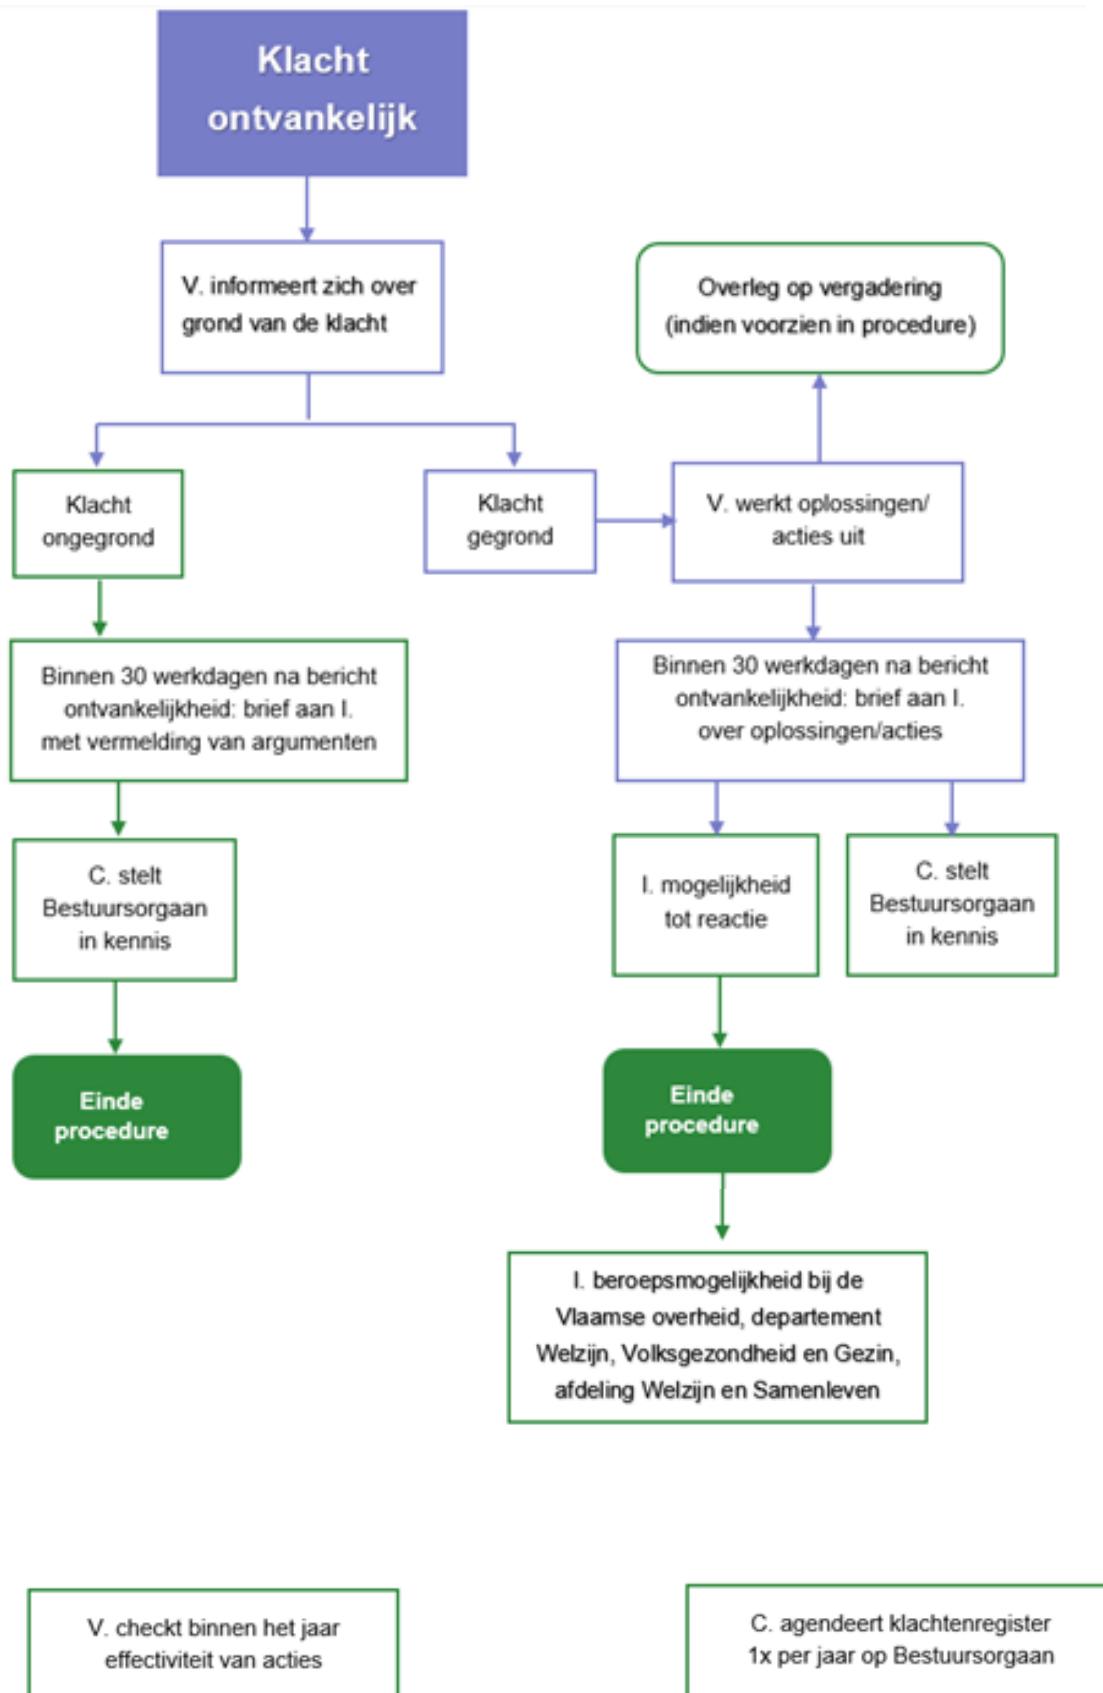 Klacht
ontvankelijk
V. informeert zich over
grond van de klacht
Overleg op vergadering
(indien voorzien in procedure)
Klacht
ongegrond
Klacht
gegrond
V. werkt oplossingen/
acties uit
Binnen 30 werkdagen na bericht
ontvankelijkheid: brief aan I.
met vermelding van argumenten
Binnen 30 werkdagen na bericht
ontvankelijkheid: brief aan I.
over oplossingen/acties
C. stelt
Bestuursorgaan
in kennis
I. mogelijkheid
tot reactie
C. stelt
Bestuursorgaan
in kennis
Einde
procedure
Einde
procedure
I. beroepsmogelijkheid bij de
Vlaamse overheid, departement
Welzijn, Volksgezondheid en Gezin,
afdeling Welzijn en Samenleven
V. checkt binnen het jaar
effectiviteit van acties
C. agendeert klachtenregister
1x per jaar op Bestuursorgaan